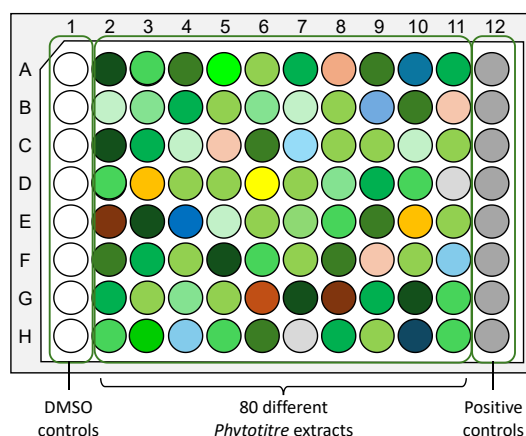 1 2 3 4 5 6 7 8 9 10 11 12
A
B
C
D
E
F
G
H
DMSO
controls
80 different
Phytotitre extracts
Positive
controls